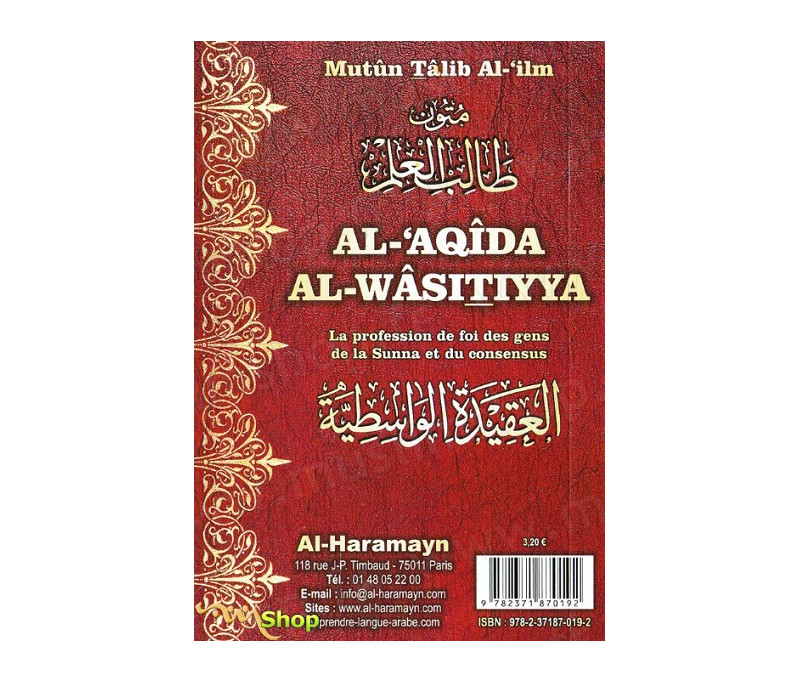 Mutûn Tâlib Al-‘ilm
متون
طالب العلم
AL-‘AQÎDA
AL-WÂSIṮIYYA
La profession de foi des gens
de la Sunna et du consensus
العقيدة الواسطية
Al-Haramayn
118 rue J-P. Timbaud - 75011 Paris
Tél. : 01 48 05 22 00
E-mail : info@al-haramayn.com
Sites : www.al-haramayn.com
prendre-langue-arabe.com
Shop
3,20 €
9 782371 870192
ISBN : 978-2-37187-019-2